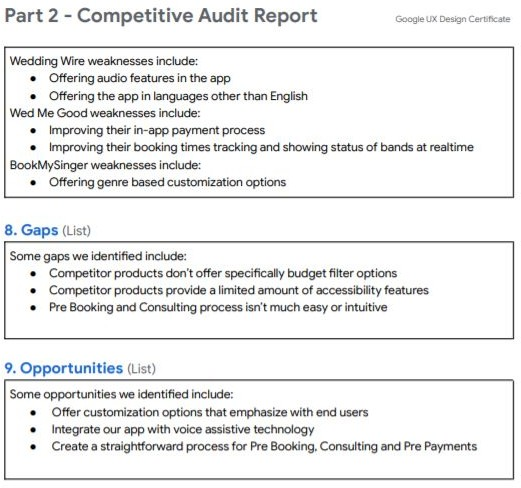 Part 2 - Competitive Audit Report
Google UX Design Certificate
Wedding Wire weaknesses include:
● Offering audio features in the app
● Offering the app in languages other than English
Wed Me Good weaknesses include:
● Improving their in-app payment process
● Improving their booking times tracking and showing status of bands at realtime
BookMySinger weaknesses include:
● Offering genre based customization options
8. Gaps (List)
Some gaps we identified include:
● Competitor products don't offer specifically budget filter options
● Competitor products provide a limited amount of accessibility features
● Pre Booking and Consulting process isn't much easy or intuitive
9. Opportunities (List)
Some opportunities we identified include:
● Offer customization options that emphasize with end users
● Integrate our app with voice assistive technology
● Create a straightforward process for Pre Booking, Consulting and Pre Payments